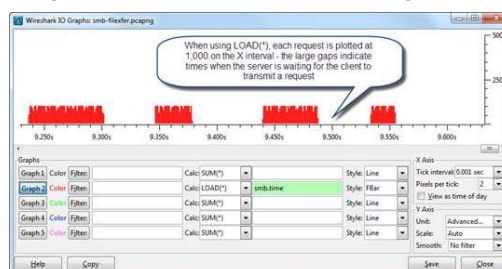 Wireshark IO Graphs: smb-filexfer.pcapng
When using LOAD(*), each request is plotted at
1,000 on the X interval - the large gaps indicate
times when the server is waiting for the client to
transmit a request
500
250
9.250s 9.300s 9.350s 9.400s 9.450s 9.500s 9.550s 9.600s
Graphs X Axis
Graph 1 Color Filter: Calc: SUM(*) Style: Line Tick interval: 0.001 sec
Graph 2 Color Filter: Calc: LOAD(*) smb.time Style: FBar Pixels per tick: 2
View as time of day
Graph 3 Color Filter: Calc: SUM(*) Style: Line Y Axis
Graph 4 Color Filter: Calc: SUM(*) Style: Line Unit: Advanced...
Scale: Auto
Graph 5 Color Filter: Calc: SUM(*) Style: Line Smooth: No filter
Help Copy Save Close